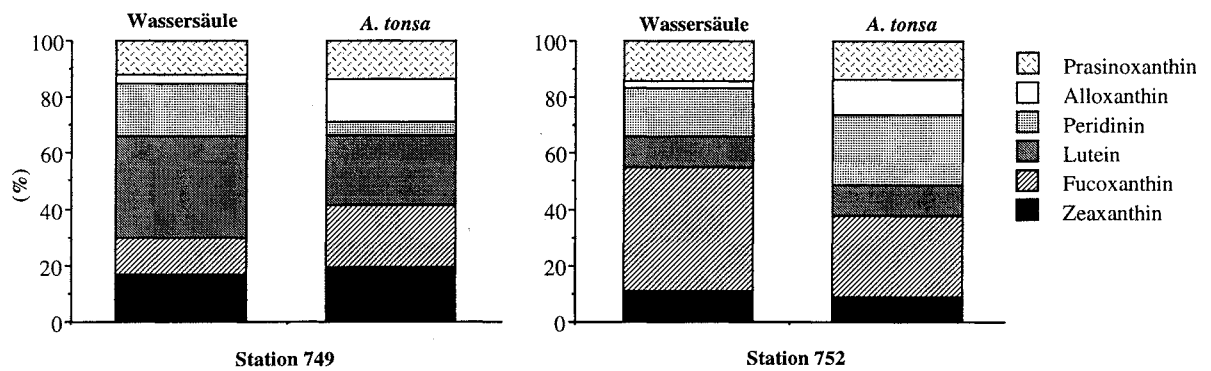 Wassersäule A. tonsa Wassersäule A. tonsa
100 100
80 80
60 60
40 40
20 20
0 0
(%)
Prasinoxanthin
Alloxanthin
Peridinin
Lutein
Fucoxanthin
Zeaxanthin
Station 749 Station 752